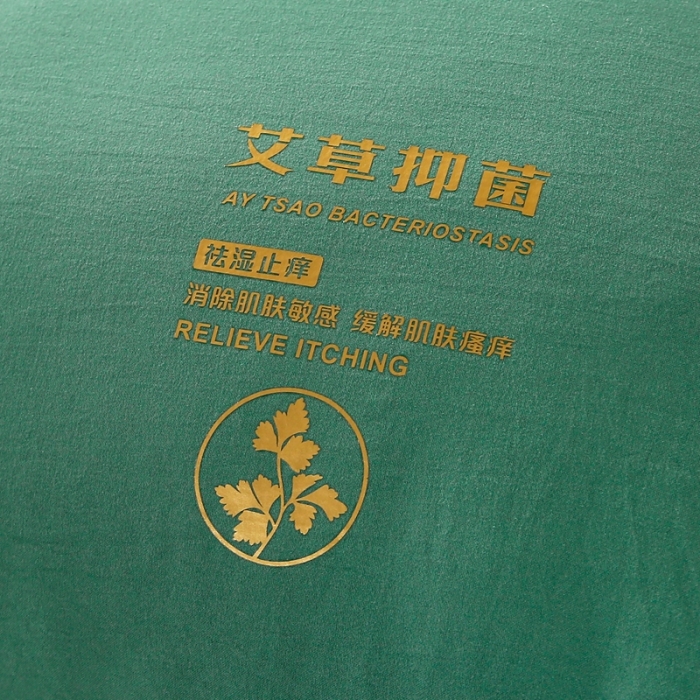 艾草抑菌
AY TSAO BACTERIOSTASIS
祛湿止痒
消除肌肤敏感 缓解肌肤瘙痒
RELIEVE ITCHING